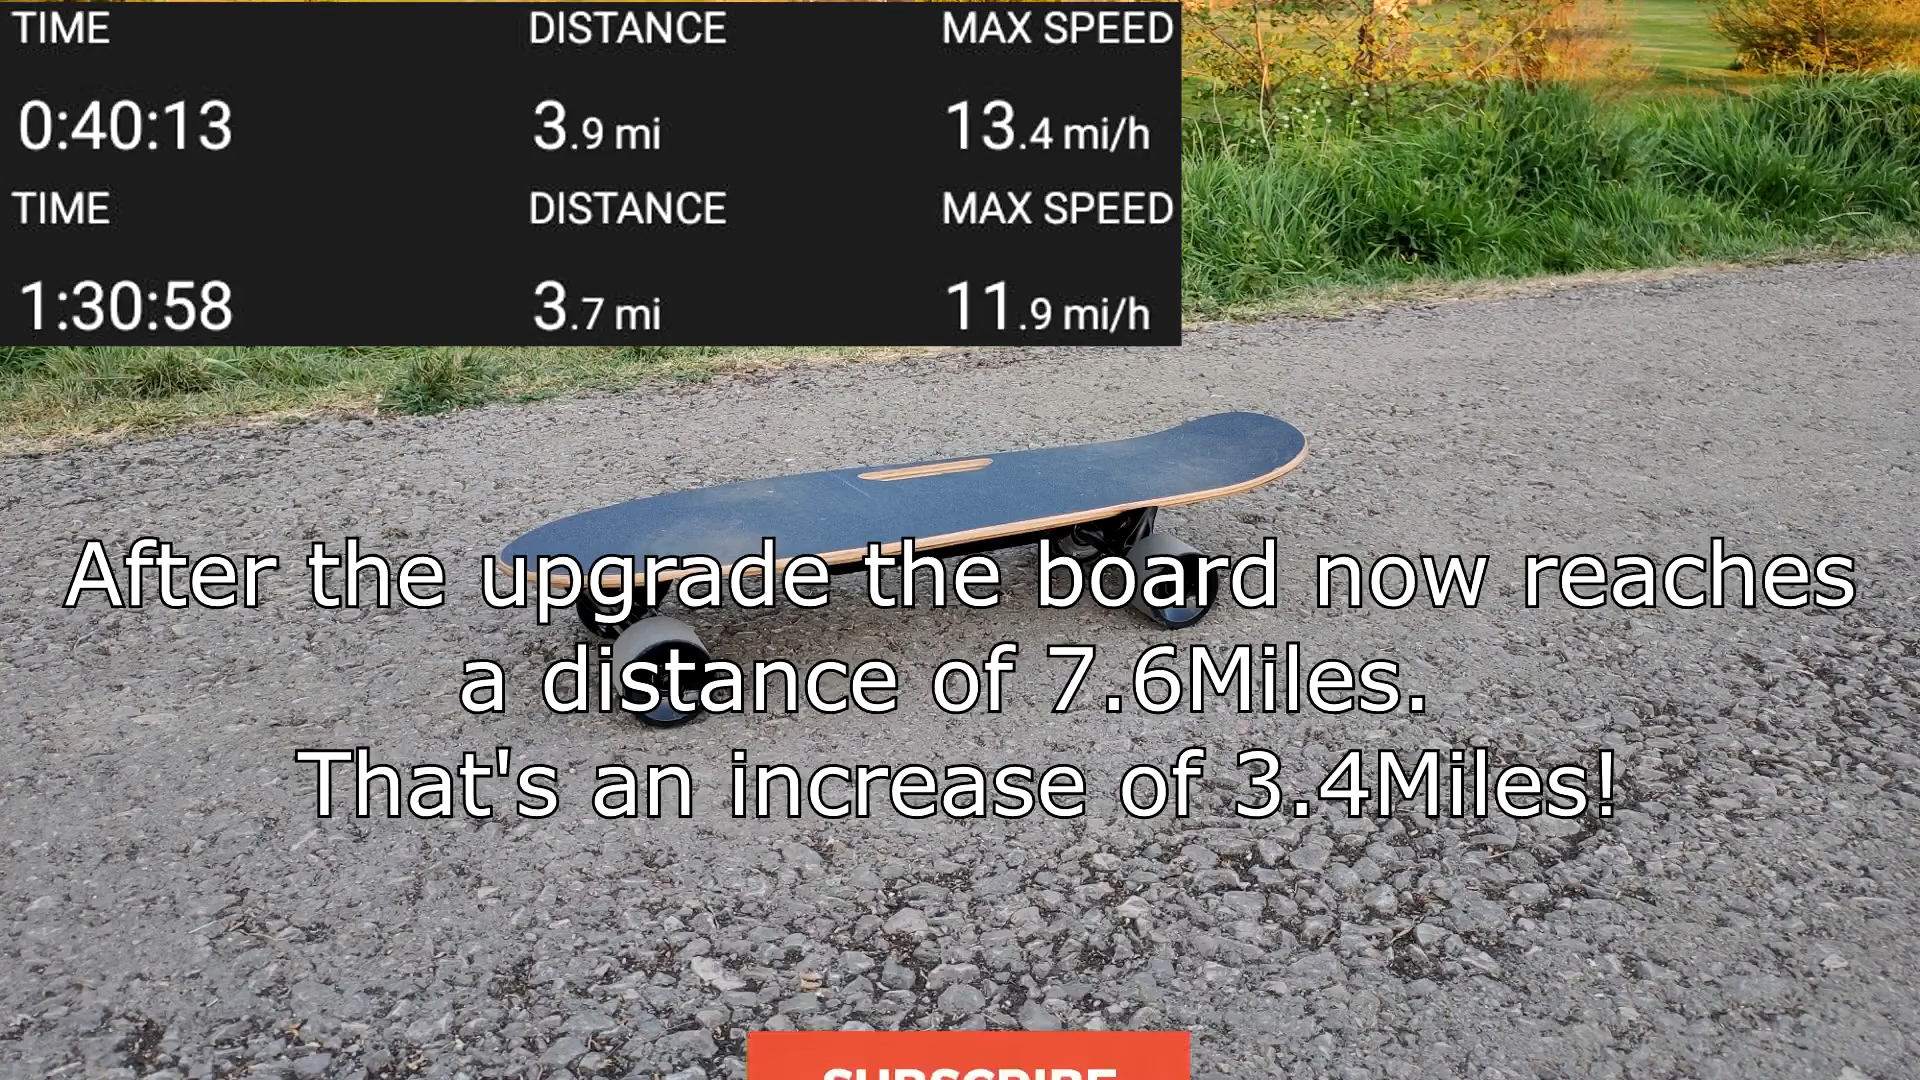 TIME DISTANCE MAX SPEED
0:40:13 3.9 mi 13.4 mi/h
TIME DISTANCE MAX SPEED
1:30:58 3.7 mi 11.9 mi/h
After the upgrade the board now reaches
a distance of 7.6Miles.
That's an increase of 3.4Miles!
SUBSCRIBE